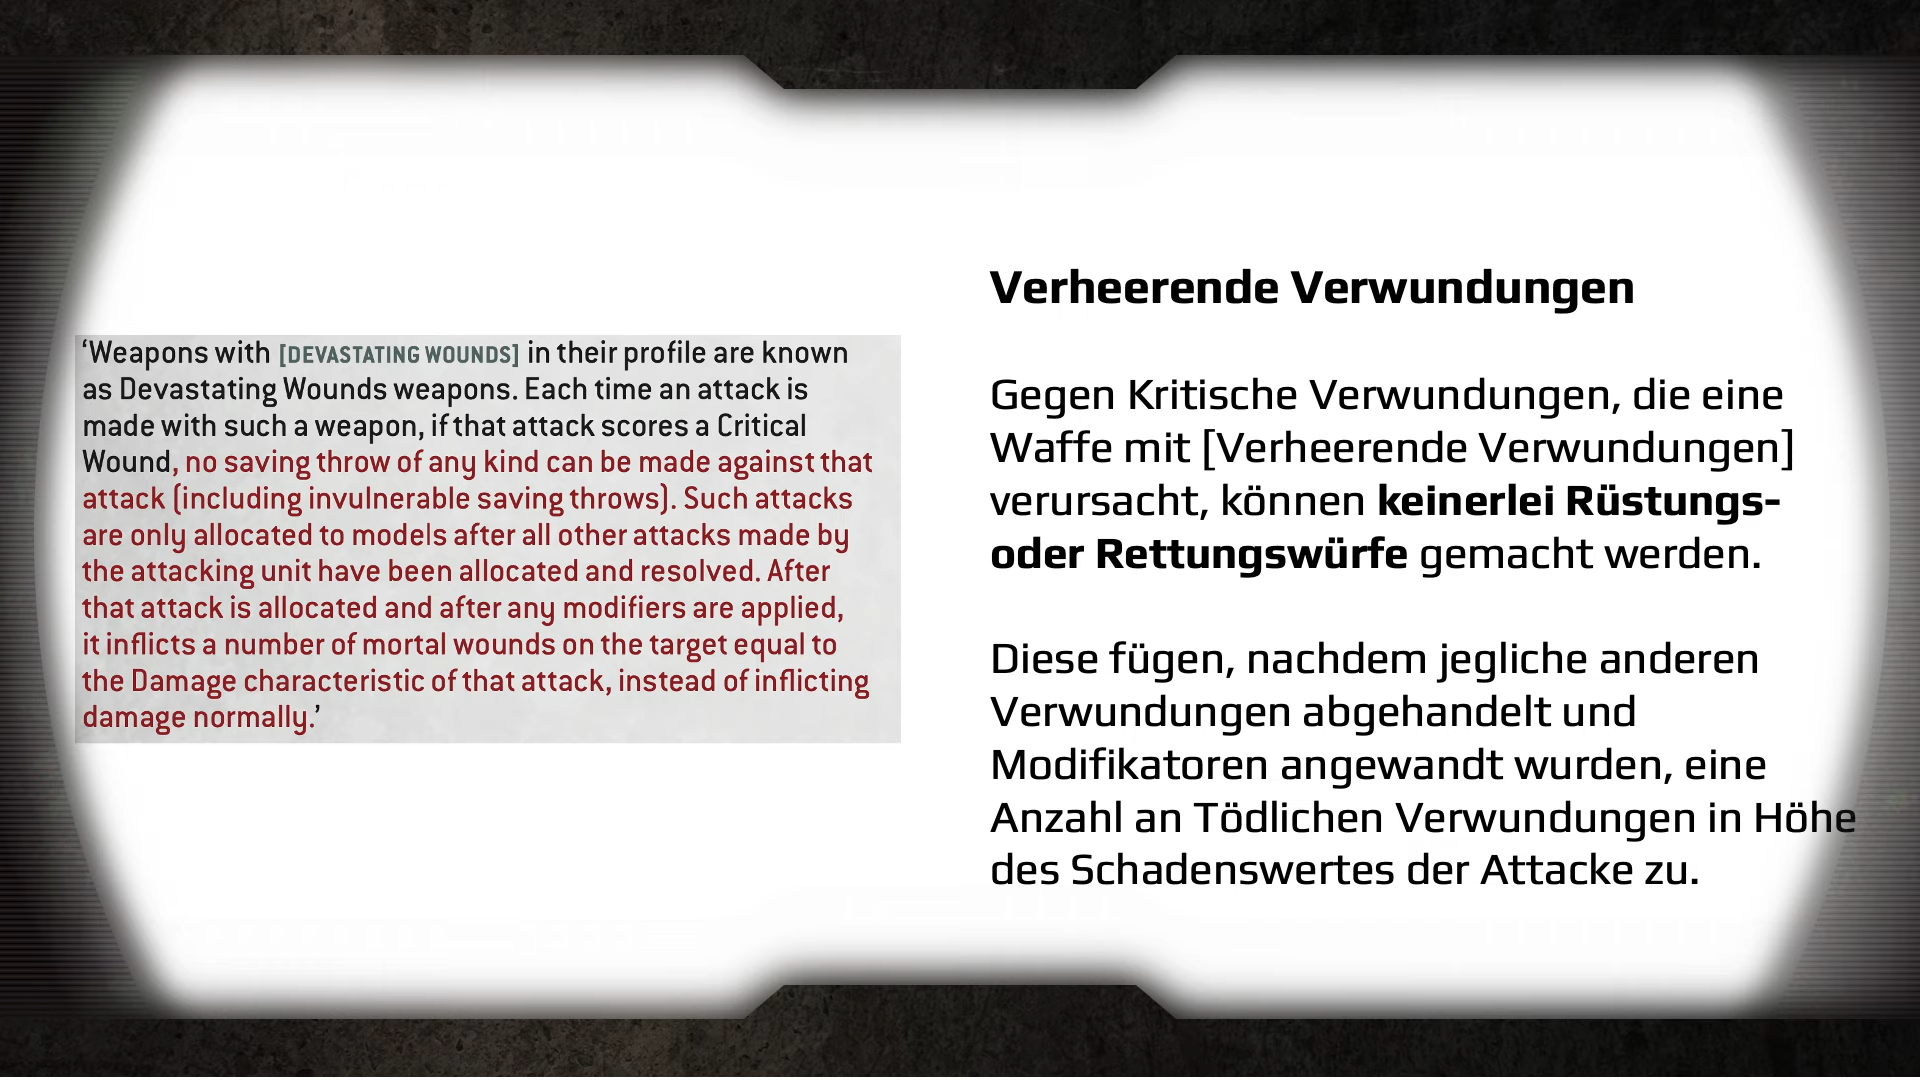 ‘Weapons with [DEVASTATING WOUNDS] in their profile are known
as Devastating Wounds weapons. Each time an attack is
made with such a weapon, if that attack scores a Critical
Wound, no saving throw of any kind can be made against that
attack (including invulnerable saving throws). Such attacks
are only allocated to models after all other attacks made by
the attacking unit have been allocated and resolved. After
that attack is allocated and after any modifiers are applied,
it inflicts a number of mortal wounds on the target equal to
the Damage characteristic of that attack, instead of inflicting
damage normally.’
Verheerende Verwundungen
Gegen Kritische Verwundungen, die eine
Waffe mit [Verheerende Verwundungen]
verursacht, können keinerlei Rüstungs-
oder Rettungswürfe gemacht werden.
Diese fügen, nachdem jegliche anderen
Verwundungen abgehandelt und
Modifikatoren angewandt wurden, eine
Anzahl an Tödlichen Verwundungen in Höhe
des Schadenswertes der Attacke zu.